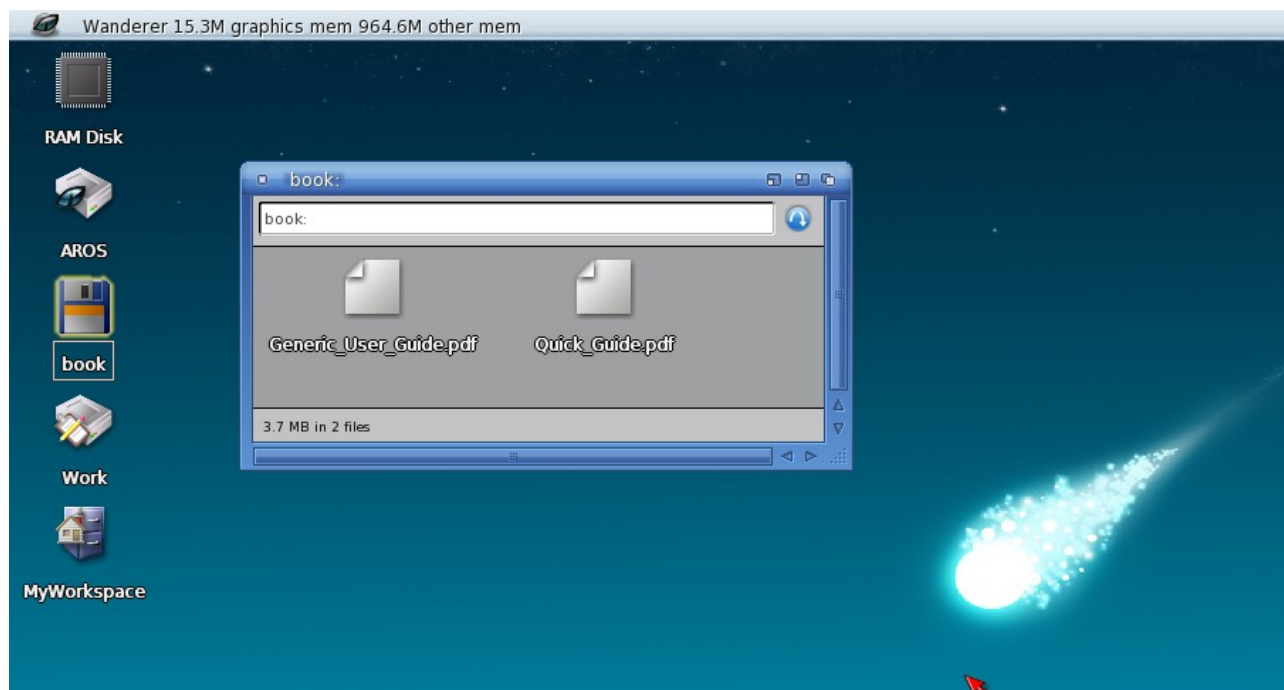 Wanderer 15.3M graphics mem 964.6M other mem
RAM Disk
AROS
book
Work
MyWorkspace
book:
book:
Generic_User_Guide.pdf
Quick_Guide.pdf
3.7 MB in 2 files